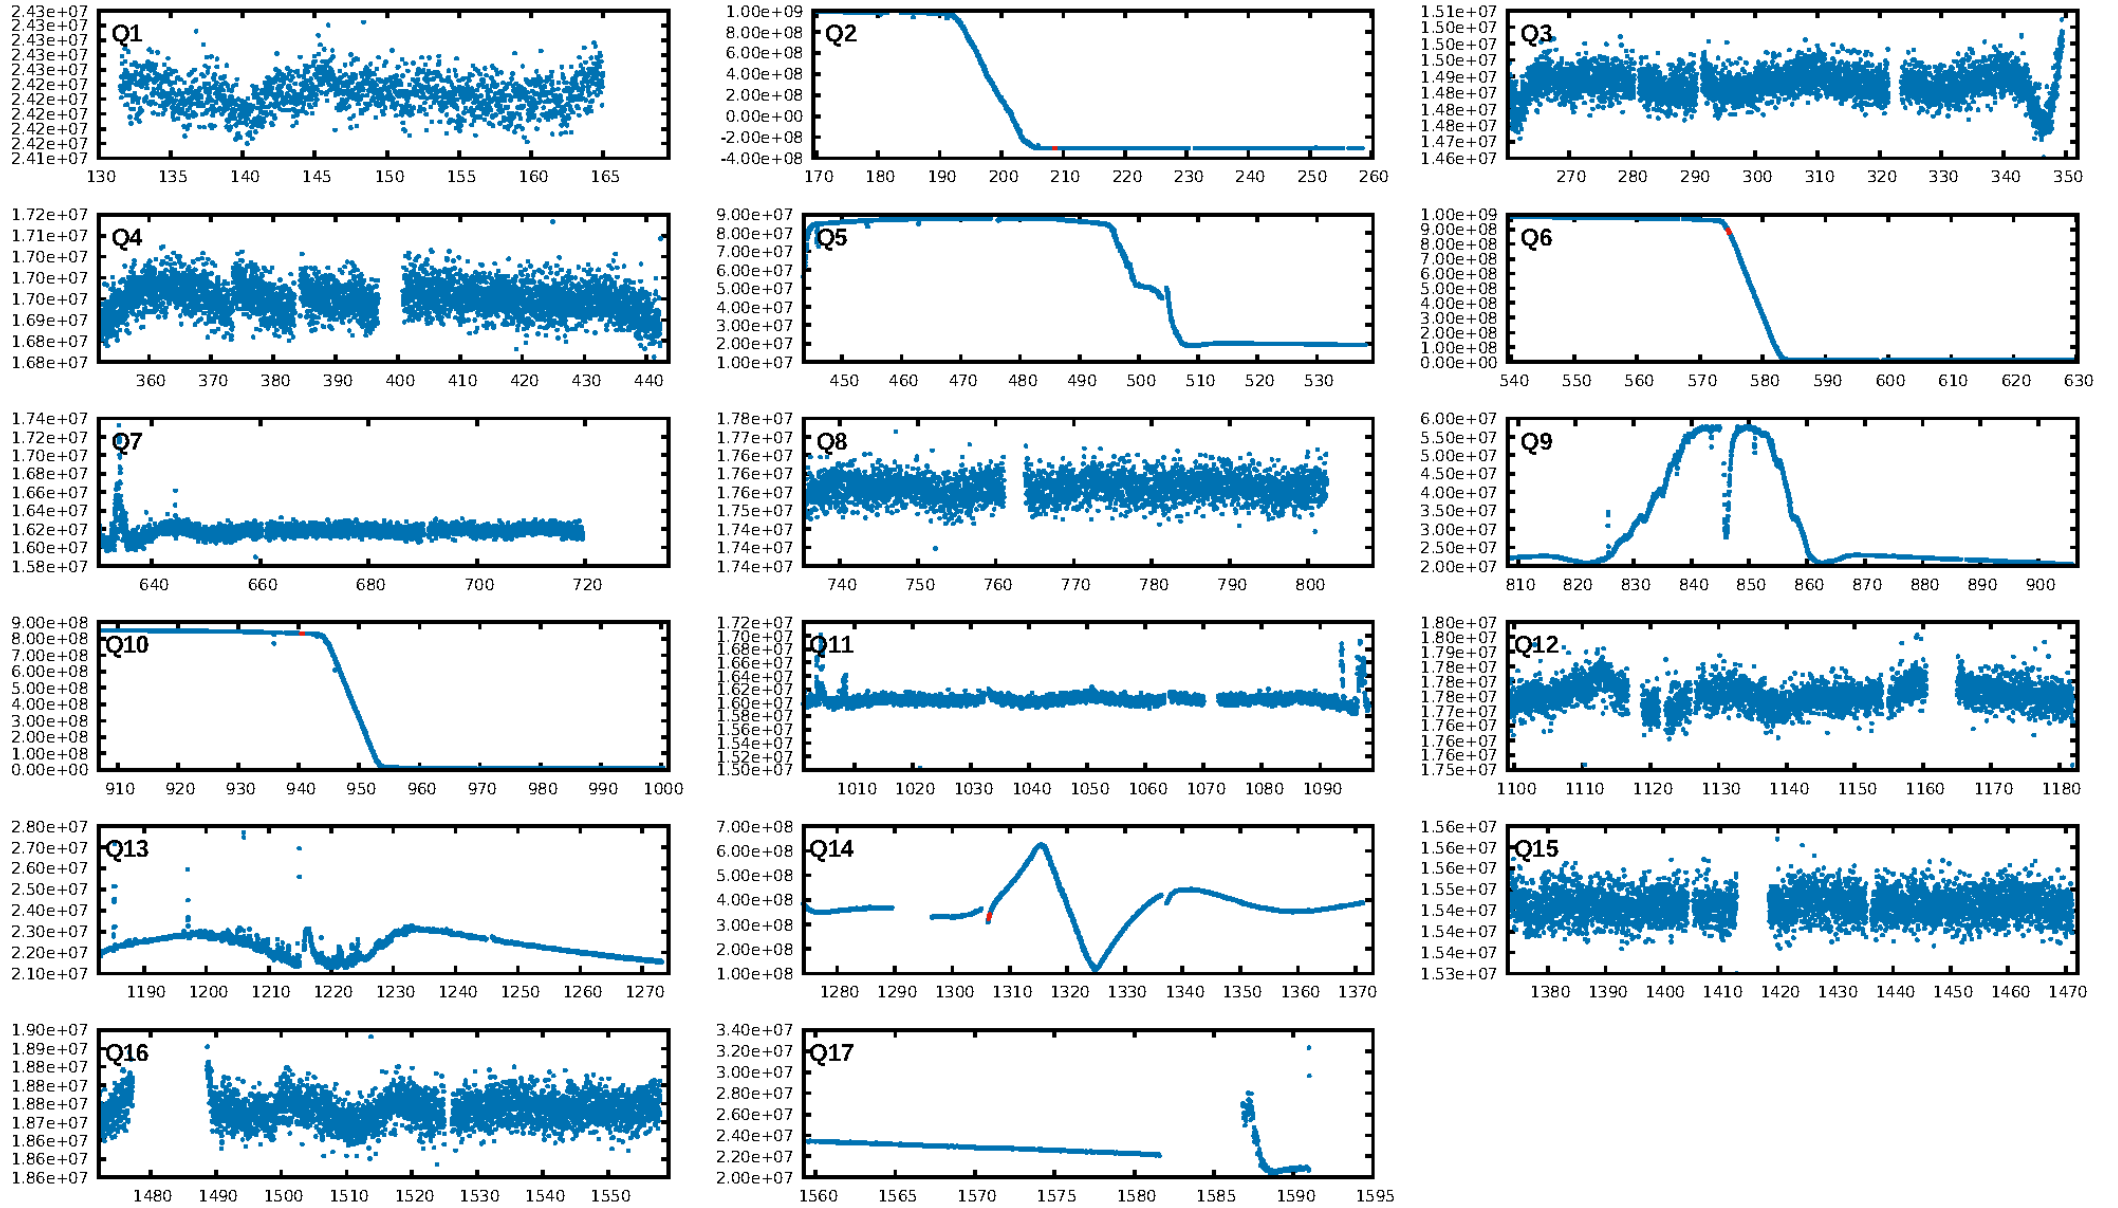 2.43e+07
2.43e+07
2.43e+07
2.43e+07
2.43e+07
2.42e+07
2.42e+07
2.42e+07
2.42e+07
2.42e+07
2.41e+07
Q1
130 135 140 145 150 155 160 165
1.00e+09
8.00e+08
6.00e+08
4.00e+08
2.00e+08
0.00e+00
-2.00e+08
-4.00e+08
Q2
170 180 190 200 210 220 230 240 250 260
1.51e+07
1.50e+07
1.50e+07
1.50e+07
1.49e+07
1.49e+07
1.48e+07
1.48e+07
1.47e+07
1.46e+07
Q3
270 280 290 300 310 320 330 340 350
1.72e+07
1.71e+07
1.70e+07
1.70e+07
1.70e+07
1.69e+07
1.68e+07
1.68e+07
Q4
360 370 380 390 400 410 420 430 440
9.00e+07
8.00e+07
7.00e+07
6.00e+07
5.00e+07
4.00e+07
3.00e+07
2.00e+07
1.00e+07
Q5
450 460 470 480 490 500 510 520 530
1.00e+09
9.00e+08
8.00e+08
7.00e+08
6.00e+08
5.00e+08
4.00e+08
3.00e+08
2.00e+08
1.00e+08
0.00e+00
Q6
540 550 560 570 580 590 600 610 620 630
1.74e+07
1.72e+07
1.70e+07
1.68e+07
1.66e+07
1.64e+07
1.62e+07
1.60e+07
1.58e+07
Q7
640 660 680 700 720
1.78e+07
1.77e+07
1.76e+07
1.76e+07
1.76e+07
1.75e+07
1.74e+07
1.74e+07
1.74e+07
Q8
740 750 760 770 780 790 800
6.00e+07
5.50e+07
5.00e+07
4.50e+07
4.00e+07
3.50e+07
3.00e+07
2.50e+07
2.00e+07
Q9
810 820 830 840 850 860 870 880 890 900
9.00e+08
8.00e+08
7.00e+08
6.00e+08
5.00e+08
4.00e+08
3.00e+08
2.00e+08
1.00e+08
0.00e+00
Q10
910 920 930 940 950 960 970 980 990 1000
1.72e+07
1.70e+07
1.68e+07
1.66e+07
1.64e+07
1.62e+07
1.60e+07
1.58e+07
1.56e+07
1.54e+07
1.52e+07
1.50e+07
Q11
1010 1020 1030 1040 1050 1060 1070 1080 1090
1.80e+07
1.80e+07
1.79e+07
1.78e+07
1.78e+07
1.78e+07
1.77e+07
1.76e+07
1.76e+07
1.76e+07
1.75e+07
Q12
1100 1110 1120 1130 1140 1150 1160 1170 1180
2.80e+07
2.70e+07
2.60e+07
2.50e+07
2.40e+07
2.30e+07
2.20e+07
2.10e+07
Q13
1190 1200 1210 1220 1230 1240 1250 1260 1270
7.00e+08
6.00e+08
5.00e+08
4.00e+08
3.00e+08
2.00e+08
1.00e+08
Q14
1280 1290 1300 1310 1320 1330 1340 1350 1360 1370
1.56e+07
1.56e+07
1.55e+07
1.55e+07
1.54e+07
1.54e+07
1.54e+07
1.53e+07
Q15
1380 1390 1400 1410 1420 1430 1440 1450 1460 1470
1.90e+07
1.89e+07
1.88e+07
1.88e+07
1.88e+07
1.87e+07
1.86e+07
1.86e+07
1.86e+07
Q16
1480 1490 1500 1510 1520 1530 1540 1550
3.40e+07
3.20e+07
3.00e+07
2.80e+07
2.60e+07
2.40e+07
2.20e+07
2.00e+07
Q17
1560 1565 1570 1575 1580 1585 1590 1595